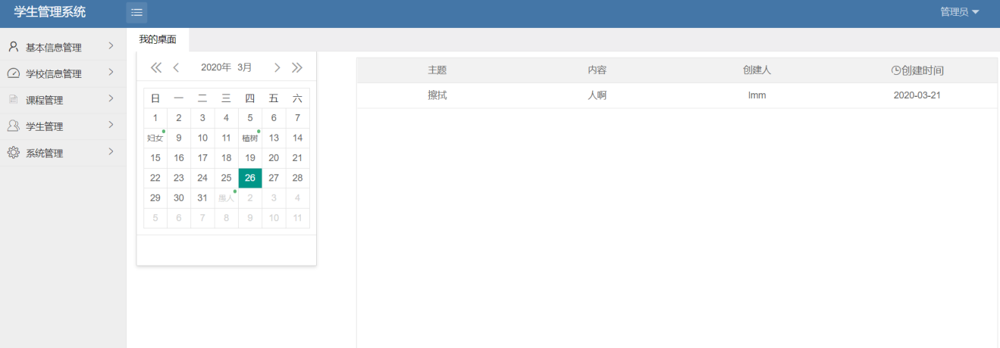 学生管理系统
管理员
基本信息管理
学校信息管理
课程管理
学生管理
系统管理
我的桌面
2020年 3月
日 一 二 三 四 五 六
1 2 3 4 5 6 7
妇女 9 10 11 植树 13 14
15 16 17 18 19 20 21
22 23 24 25 26 27 28
29 30 31 愚人 2 3 4
5 6 7 8 9 10 11
主题 内容 创建人 创建时间
擦拭 人啊 lmm 2020-03-21